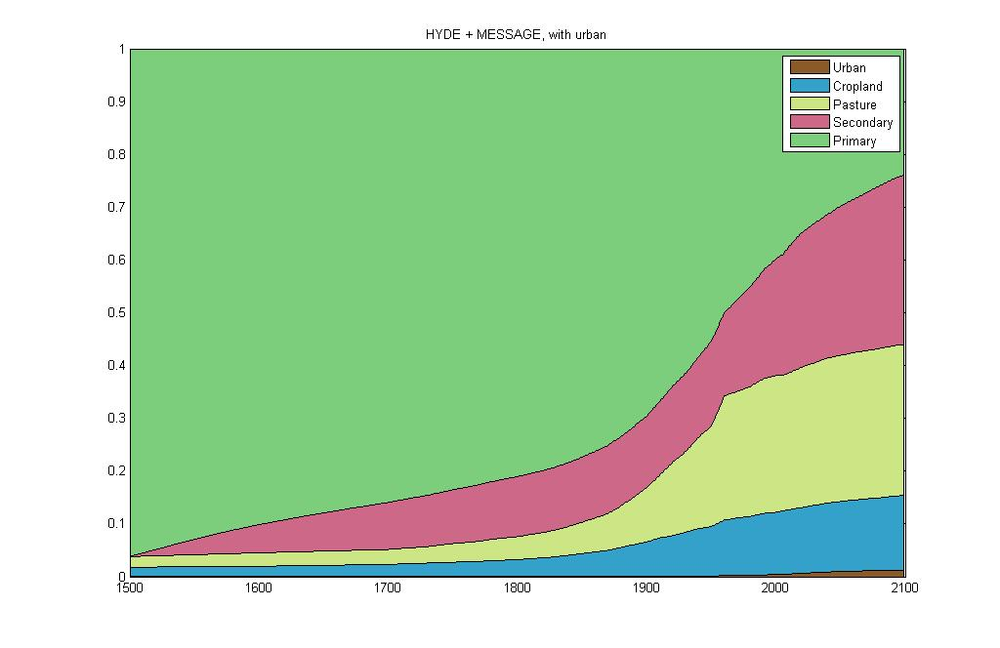 HYDE + MESSAGE, with urban
1
Urban
0.9
Cropland
Pasture
Secondary
Primary
0.8
0.7
0.6
0.5
0.4
0.3
0.2
0.1
0
1500 1600 1700 1800 1900 2000 2100